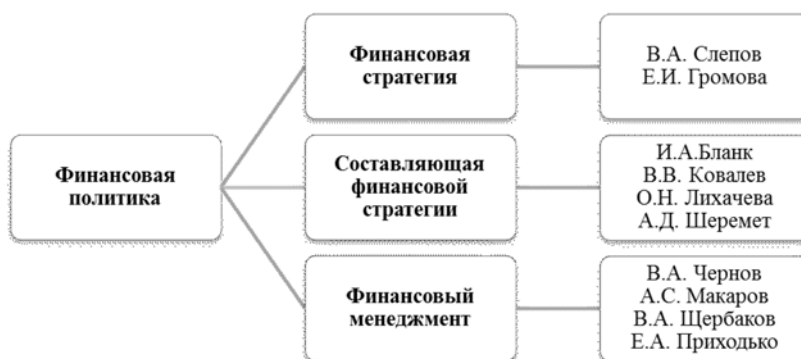 Финансовая
политика
Финансовая
стратегия
В.А. Слепов
Е.И. Громова
Составляющая
финансовой
стратегии
И.А.Бланк
В.В. Ковалев
О.Н. Лихачева
А.Д. Шеремет
Финансовый
менеджмент
В.А. Чернов
А.С. Макаров
В.А. Щербаков
Е.А. Приходько